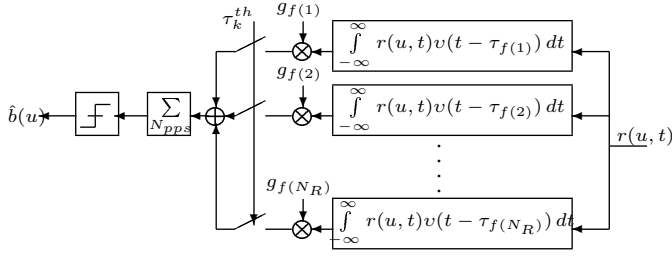 τ_k^{th}
g_{f(1)}
∫_{-∞}^{∞} r(u, t)υ(t − τ_{f(1)}) dt
g_{f(2)}
∫_{-∞}^{∞} r(u, t)υ(t − τ_{f(2)}) dt
b̂(u)
∑_{N_{pps}}
r(u, t)
g_{f(N_R)}
∫_{-∞}^{∞} r(u, t)υ(t − τ_{f(N_R)}) dt